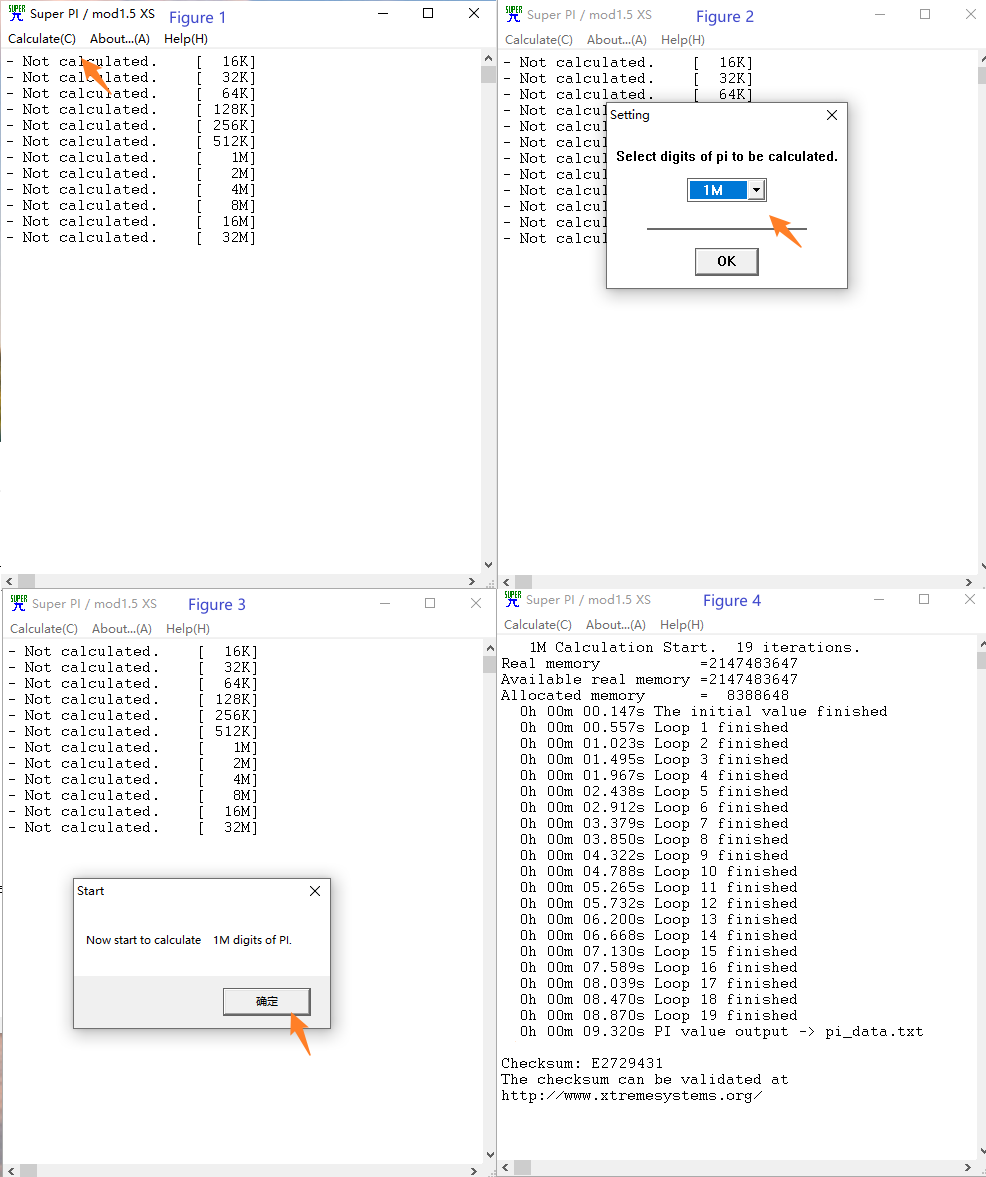 SUPER π Super PI / mod1.5 XS Figure 1
Calculate(C) About...(A) Help(H)
- Not calculated. [ 16K]
- Not calculated. [ 32K]
- Not calculated. [ 64K]
- Not calculated. [ 128K]
- Not calculated. [ 256K]
- Not calculated. [ 512K]
- Not calculated. [ 1M]
- Not calculated. [ 2M]
- Not calculated. [ 4M]
- Not calculated. [ 8M]
- Not calculated. [ 16M]
- Not calculated. [ 32M]
SUPER π Super PI / mod1.5 XS Figure 2
Calculate(C) About...(A) Help(H)
- Not calculated. [ 16K]
- Not calculated. [ 32K]
- Not calculated. [ 64K]
- Not calcul
- Not calcul
- Not calcul
- Not calcul
- Not calcul
- Not calcul
- Not calcul
- Not calcul
- Not calcul
Setting
Select digits of pi to be calculated.
1M
OK
SUPER π Super PI / mod1.5 XS Figure 3
Calculate(C) About...(A) Help(H)
- Not calculated. [ 16K]
- Not calculated. [ 32K]
- Not calculated. [ 64K]
- Not calculated. [ 128K]
- Not calculated. [ 256K]
- Not calculated. [ 512K]
- Not calculated. [ 1M]
- Not calculated. [ 2M]
- Not calculated. [ 4M]
- Not calculated. [ 8M]
- Not calculated. [ 16M]
- Not calculated. [ 32M]
Start
Now start to calculate 1M digits of PI.
确定
SUPER π Super PI / mod1.5 XS Figure 4
Calculate(C) About...(A) Help(H)
1M Calculation Start. 19 iterations.
Real memory =2147483647
Available real memory =2147483647
Allocated memory = 8388648
0h 00m 00.147s The initial value finished
0h 00m 00.557s Loop 1 finished
0h 00m 01.023s Loop 2 finished
0h 00m 01.495s Loop 3 finished
0h 00m 01.967s Loop 4 finished
0h 00m 02.438s Loop 5 finished
0h 00m 02.912s Loop 6 finished
0h 00m 03.379s Loop 7 finished
0h 00m 03.850s Loop 8 finished
0h 00m 04.322s Loop 9 finished
0h 00m 04.788s Loop 10 finished
0h 00m 05.265s Loop 11 finished
0h 00m 05.732s Loop 12 finished
0h 00m 06.200s Loop 13 finished
0h 00m 06.668s Loop 14 finished
0h 00m 07.130s Loop 15 finished
0h 00m 07.589s Loop 16 finished
0h 00m 08.039s Loop 17 finished
0h 00m 08.470s Loop 18 finished
0h 00m 08.870s Loop 19 finished
0h 00m 09.320s PI value output -> pi_data.txt
Checksum: E2729431
The checksum can be validated at
http://www.xtremesystems.org/